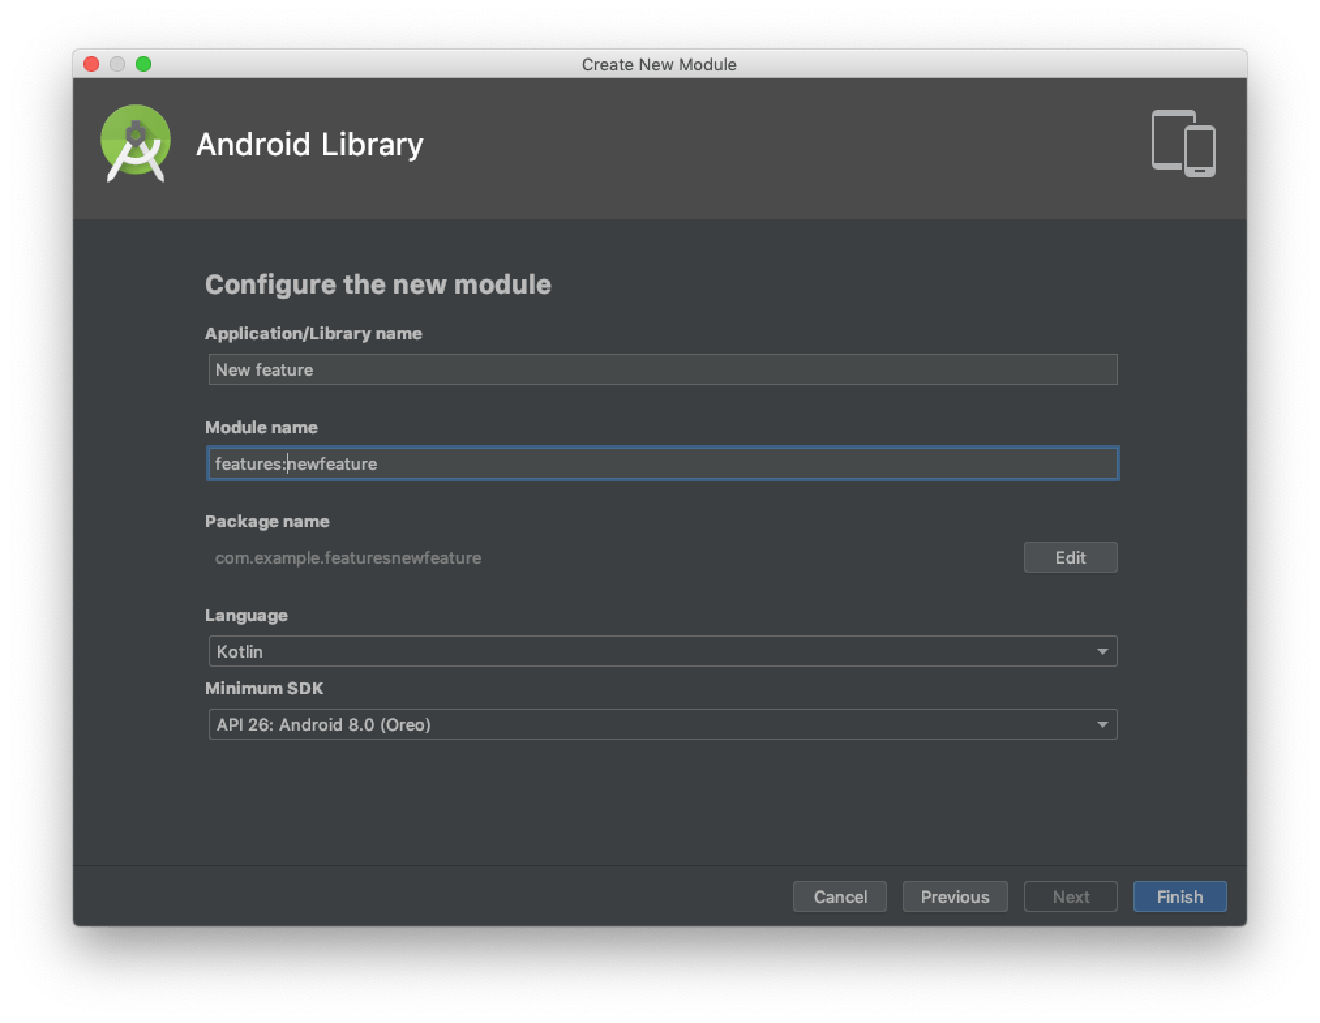 Create New Module
Android Library
Configure the new module
Application/Library name
New feature
Module name
features:newfeature
Package name
com.example.featuresnewfeature
Edit
Language
Kotlin
Minimum SDK
API 26: Android 8.0 (Oreo)
Cancel Previous Next Finish